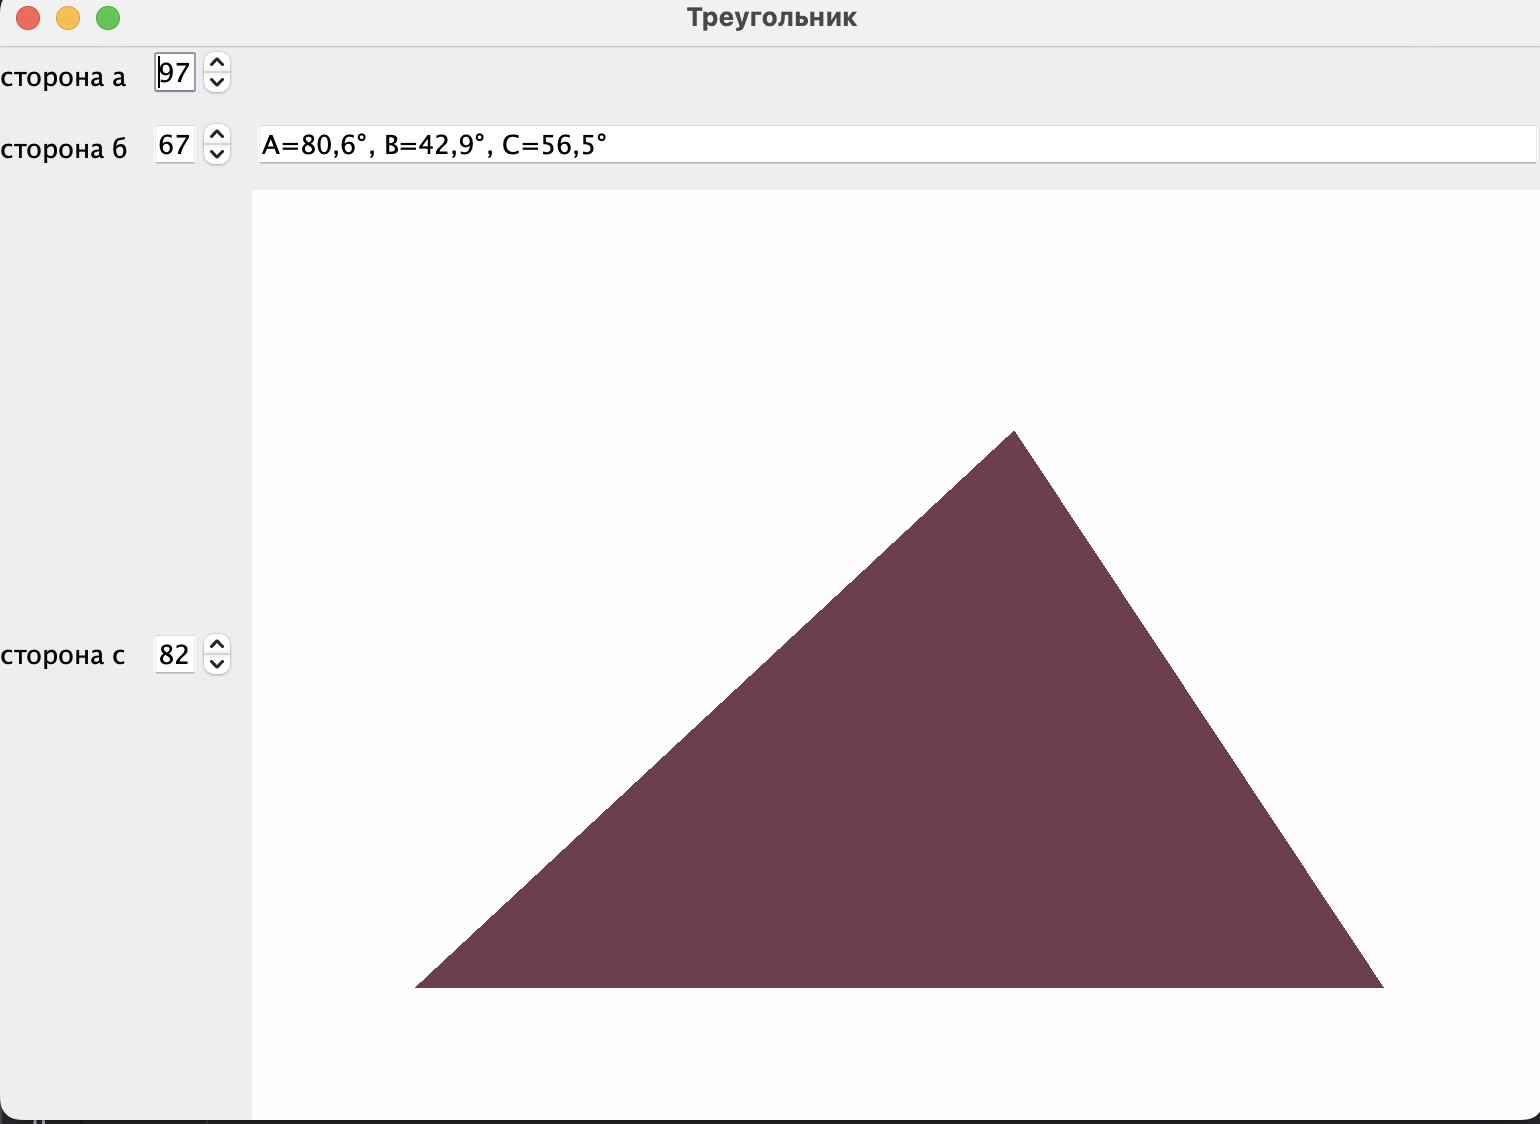 Треугольник
сторона а 97
сторона б 67 A=80,6°, B=42,9°, C=56,5°
сторона с 82